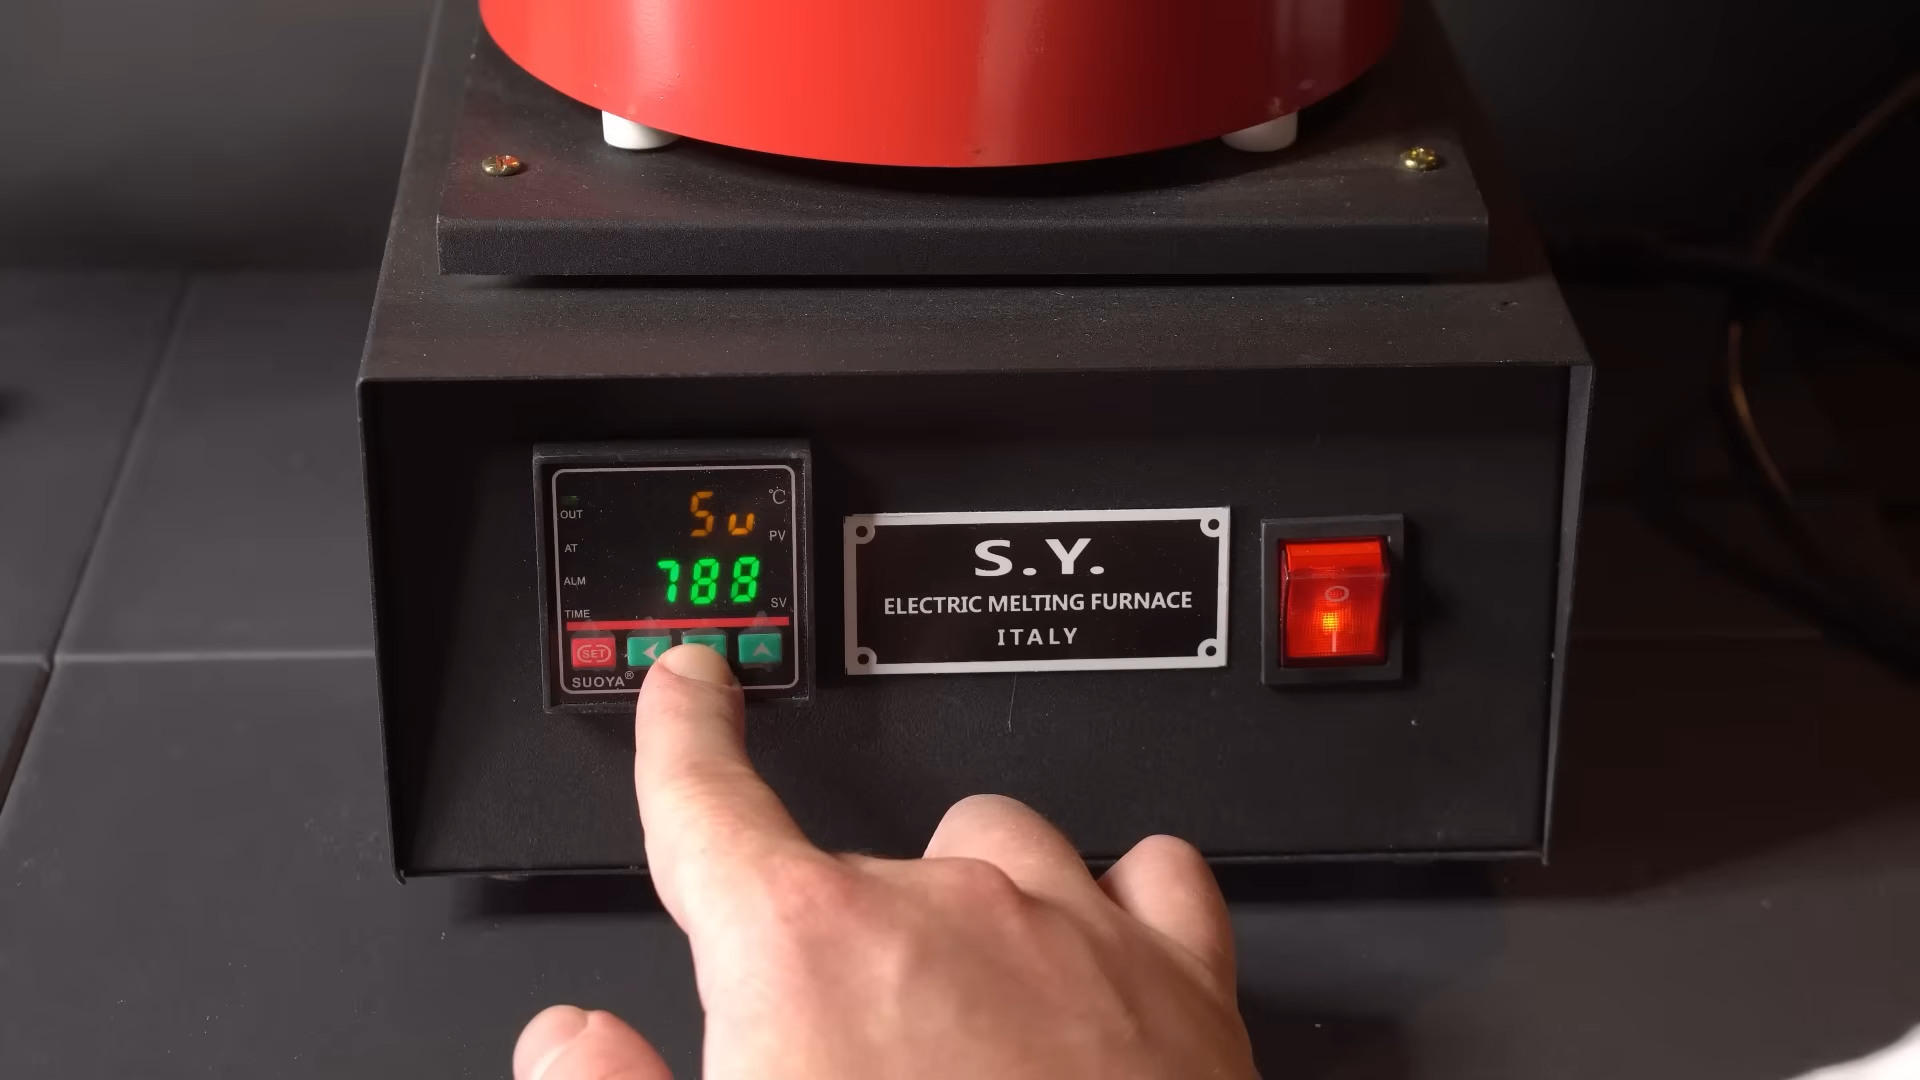 °C
Su
OUT
PV
AT
788
ALM
SV
TIME
SET
SUOYA®
S.Y.
ELECTRIC MELTING FURNACE
ITALY